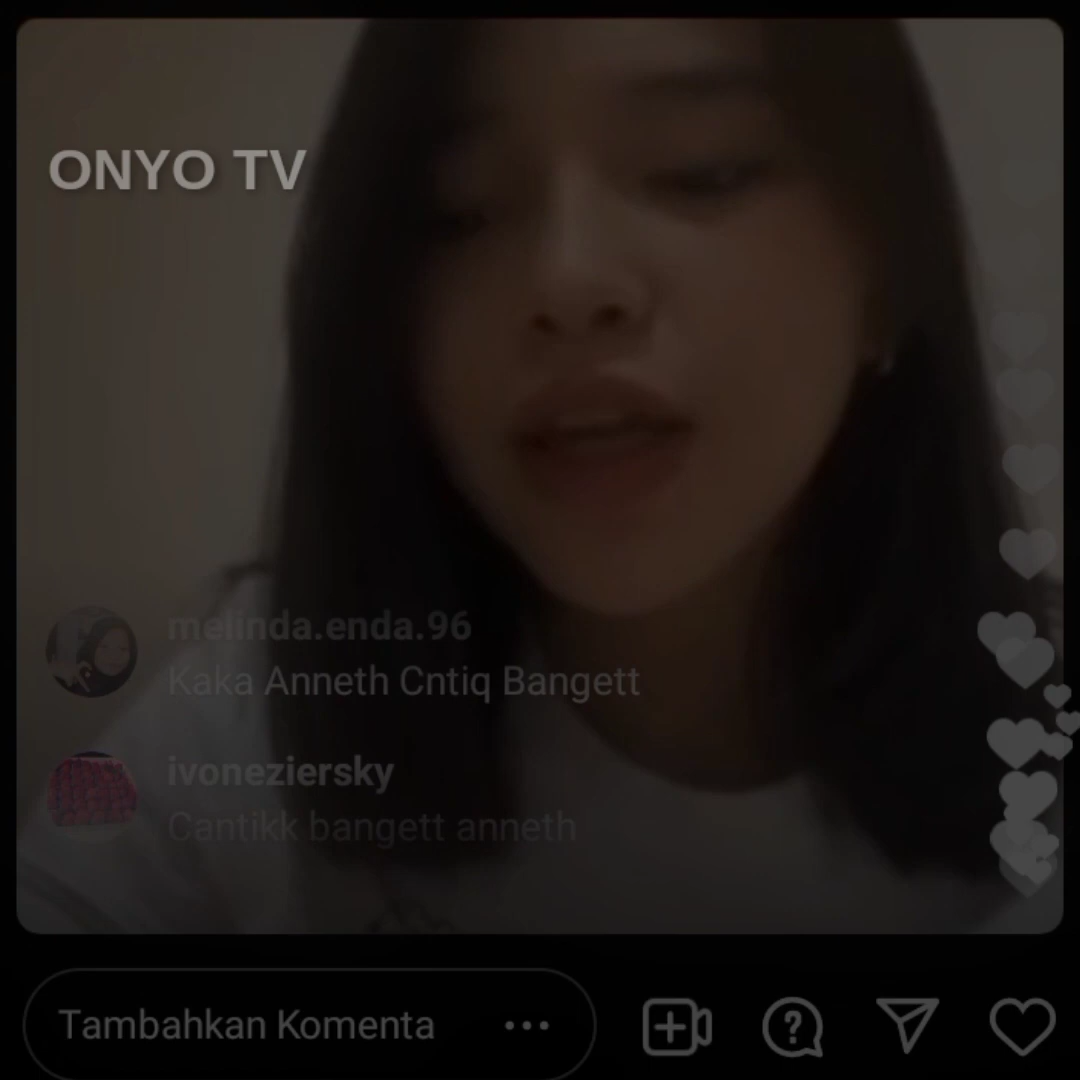 ONYO TV
melinda.enda.96
Kaka Anneth Cntiq Bangett
ivoneziersky
Cantikk bangett anneth
Tambahkan Komenta